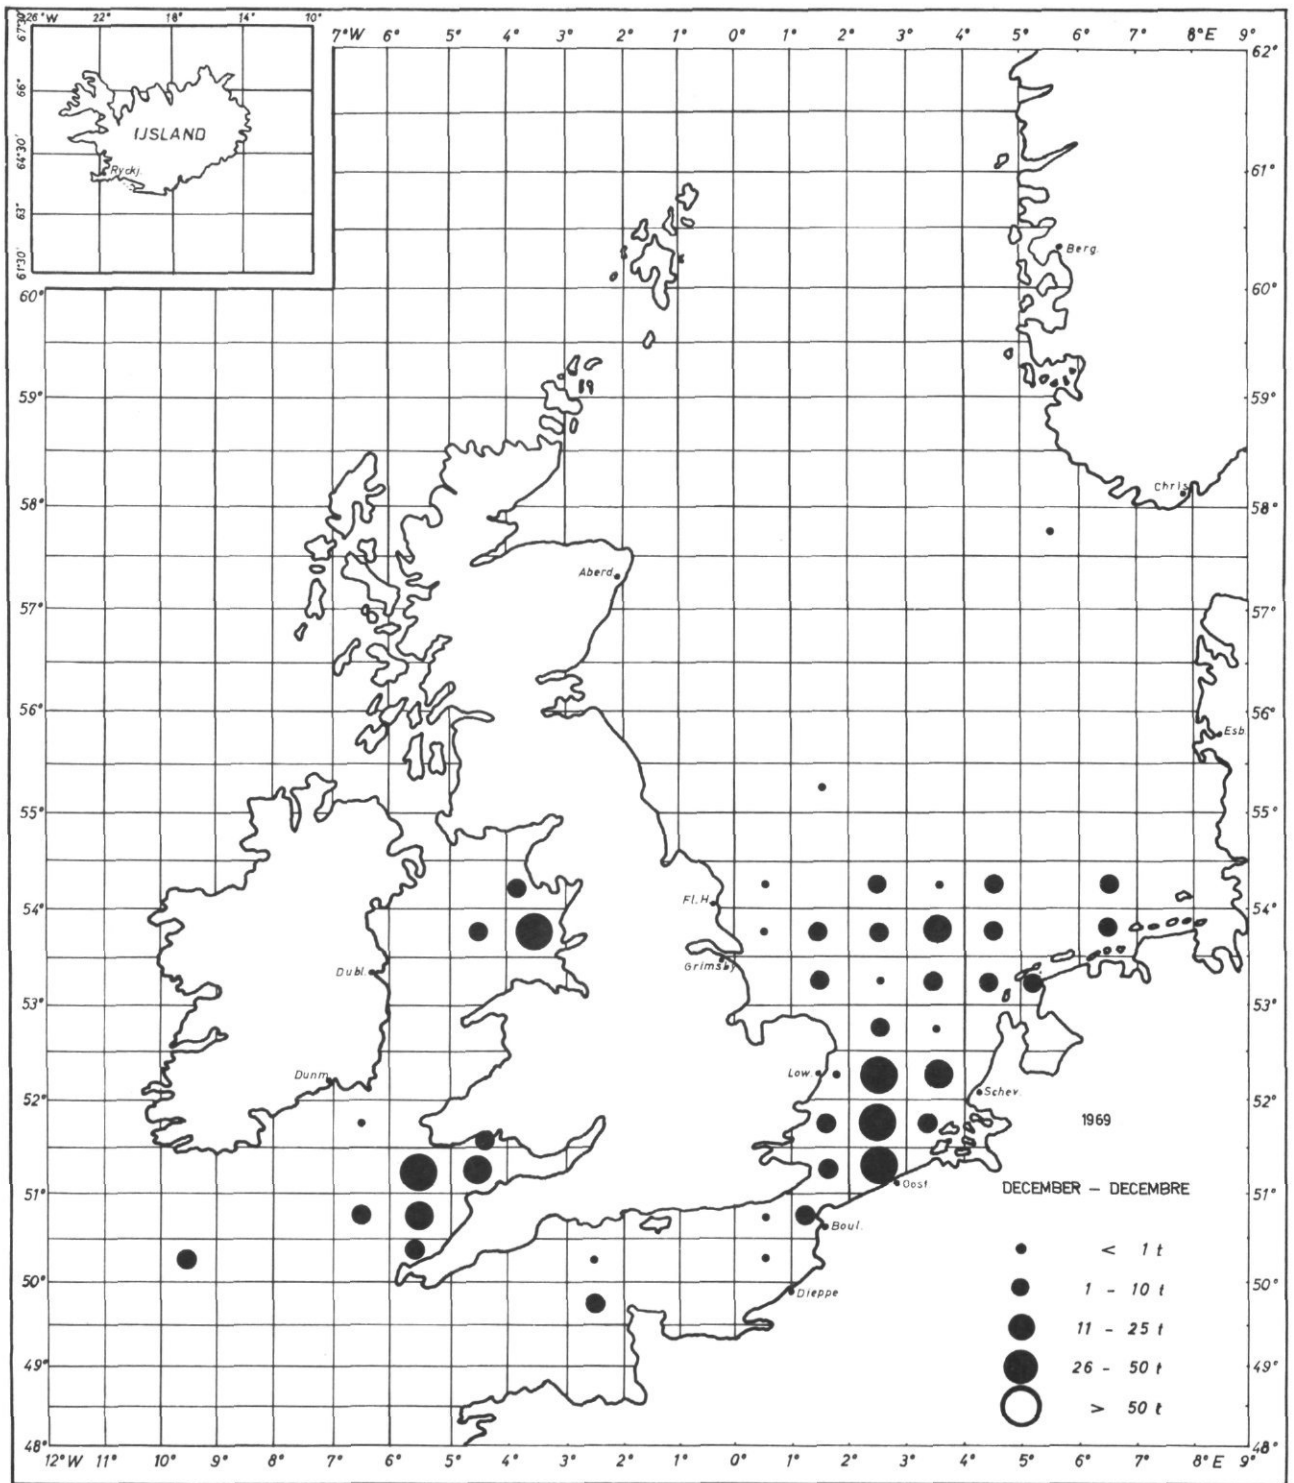 26°W 22° 18° 14° 10°
67°30'
66°
64°30'
63°
61°30'
IJSLAND
Ryckj.
7°W 6° 5° 4° 3° 2° 1° 0° 1° 2° 3° 4° 5° 6° 7° 8°E 9°
62°
61°
60° 60°
59° 59°
58° 58°
57° 57°
56° 56°
55° 55°
54° 54°
53° 53°
52° 52°
51° 51°
50° 50°
49° 49°
48° 48°
Berg.
Chris
Aberd.
Esb.
Fl.H.
Grimsby
Dubl.
Dunm.
Low.
Schev.
Oost.
Boul.
Dieppe
1969
DECEMBER – DECEMBRE
< 1 t
1 - 10 t
11 - 25 t
26 - 50 t
> 50 t
12°W 11° 10° 9° 8° 7° 6° 5° 4° 3° 2° 1° 0° 1° 2° 3° 4° 5° 6° 7° 8°E 9°